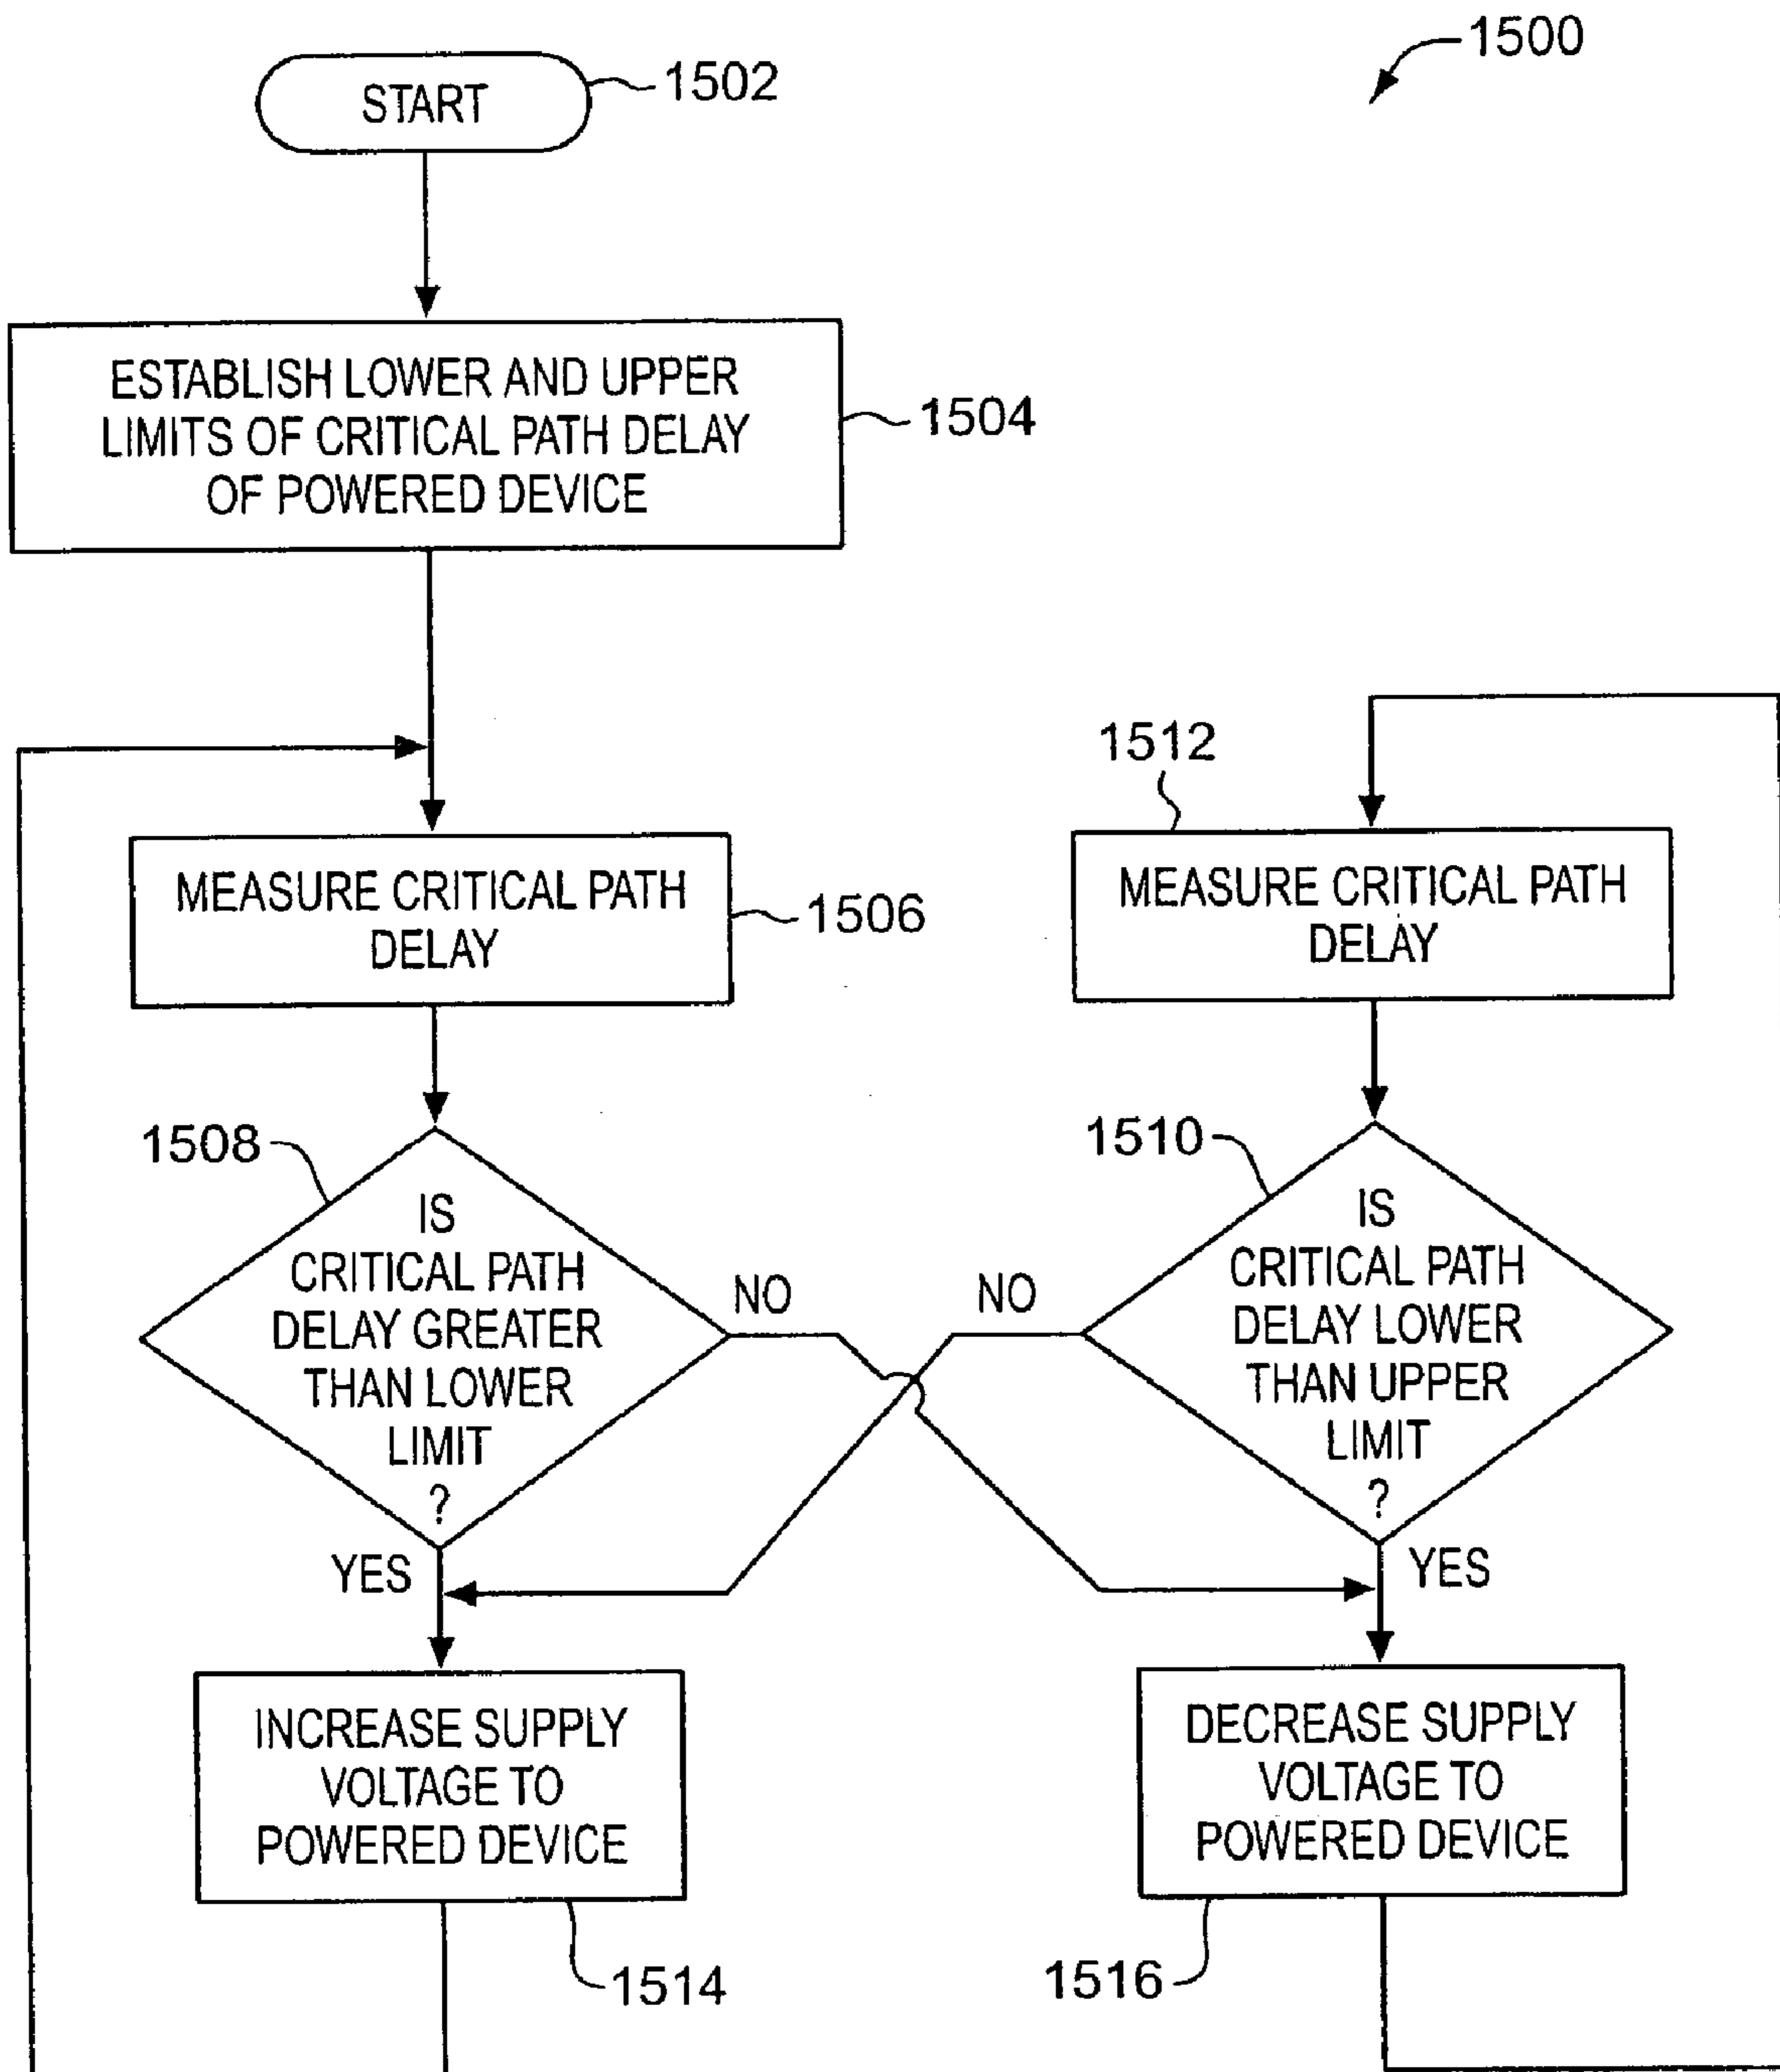 1500
START
1502
ESTABLISH LOWER AND UPPER
LIMITS OF CRITICAL PATH DELAY
OF POWERED DEVICE
1504
MEASURE CRITICAL PATH
DELAY
1506
1512
MEASURE CRITICAL PATH
DELAY
1508
IS
CRITICAL PATH
DELAY GREATER
THAN LOWER
LIMIT
?
NO
YES
1510
IS
CRITICAL PATH
DELAY LOWER
THAN UPPER
LIMIT
?
NO
YES
INCREASE SUPPLY
VOLTAGE TO
POWERED DEVICE
1514
DECREASE SUPPLY
VOLTAGE TO
POWERED DEVICE
1516